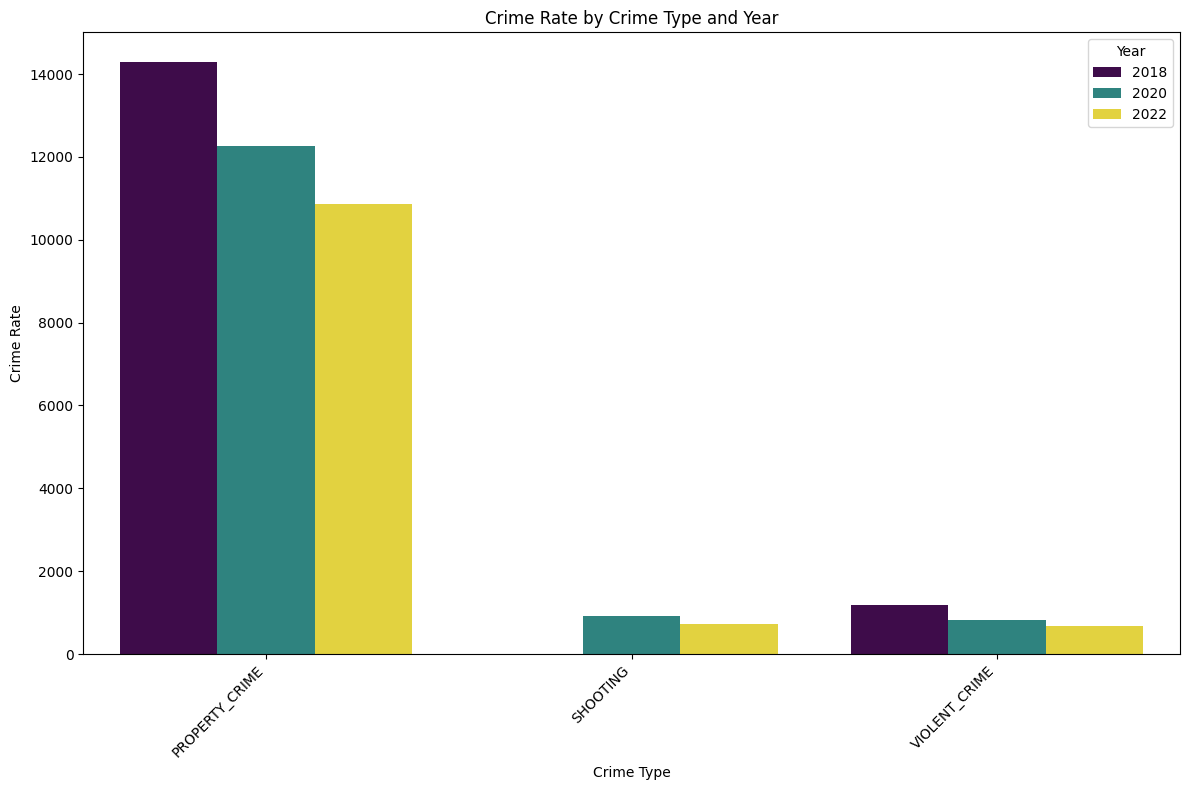 Crime Rate by Crime Type and Year
Year
2018
2020
2022
14000
12000
10000
8000
6000
4000
2000
0
Crime Rate
PROPERTY_CRIME
SHOOTING
VIOLENT_CRIME
Crime Type